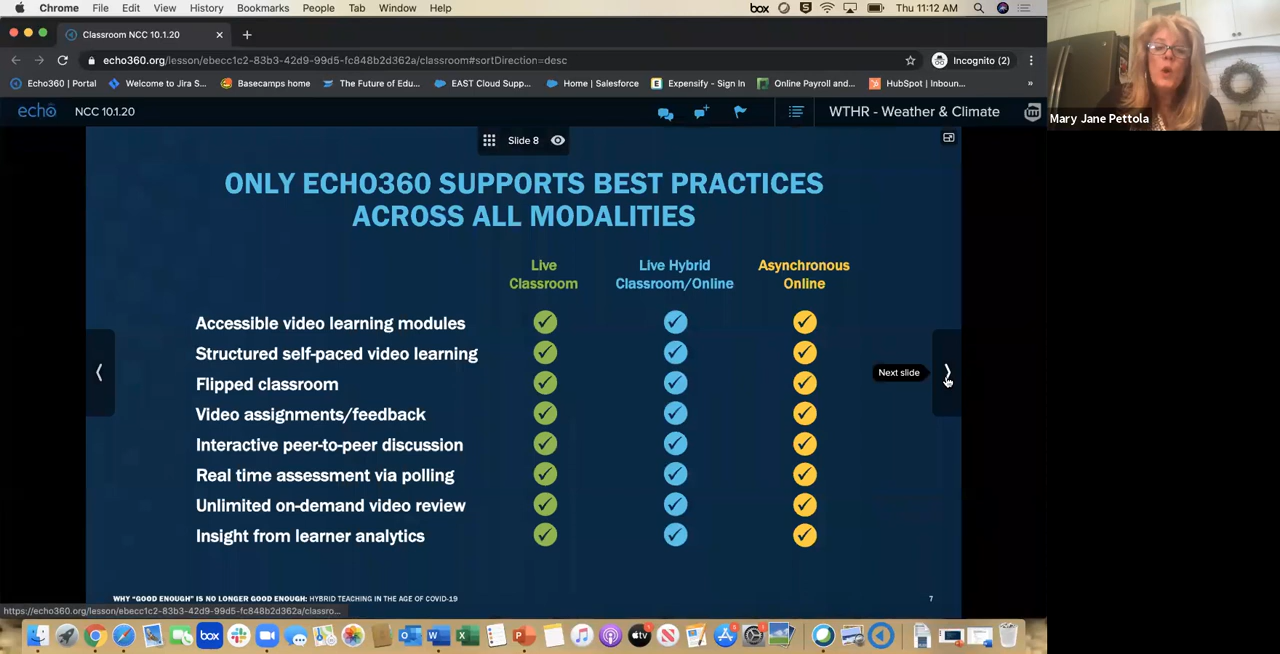 Chrome File Edit View History Bookmarks People Tab Window Help
box Thu 11:12 AM
Classroom NCC 10.1.20
echo360.org/lesson/ebecc1c2-83b3-42d9-99d5-fc848b2d362a/classroom#sortDirection=desc
Incognito (2)
Echo360 | Portal Welcome to Jira S... Basecamps home The Future of Edu... EAST Cloud Supp... Home | Salesforce Expensify - Sign In Online Payroll and... HubSpot | Inboun... »
echo NCC 10.1.20 WTHR - Weather & Climate
Mary Jane Pettola
Slide 8
ONLY ECHO360 SUPPORTS BEST PRACTICES
ACROSS ALL MODALITIES
Live Classroom
Live Hybrid Classroom/Online
Asynchronous Online
Accessible video learning modules
Structured self-paced video learning
Flipped classroom
Next slide
Video assignments/feedback
Interactive peer-to-peer discussion
Real time assessment via polling
Unlimited on-demand video review
Insight from learner analytics
WHY "GOOD ENOUGH" IS NO LONGER GOOD ENOUGH: HYBRID TEACHING IN THE AGE OF COVID-19
7
https://echo360.org/lesson/ebecc1c2-83b3-42d9-99d5-fc848b2d362a/classro...
box
tv